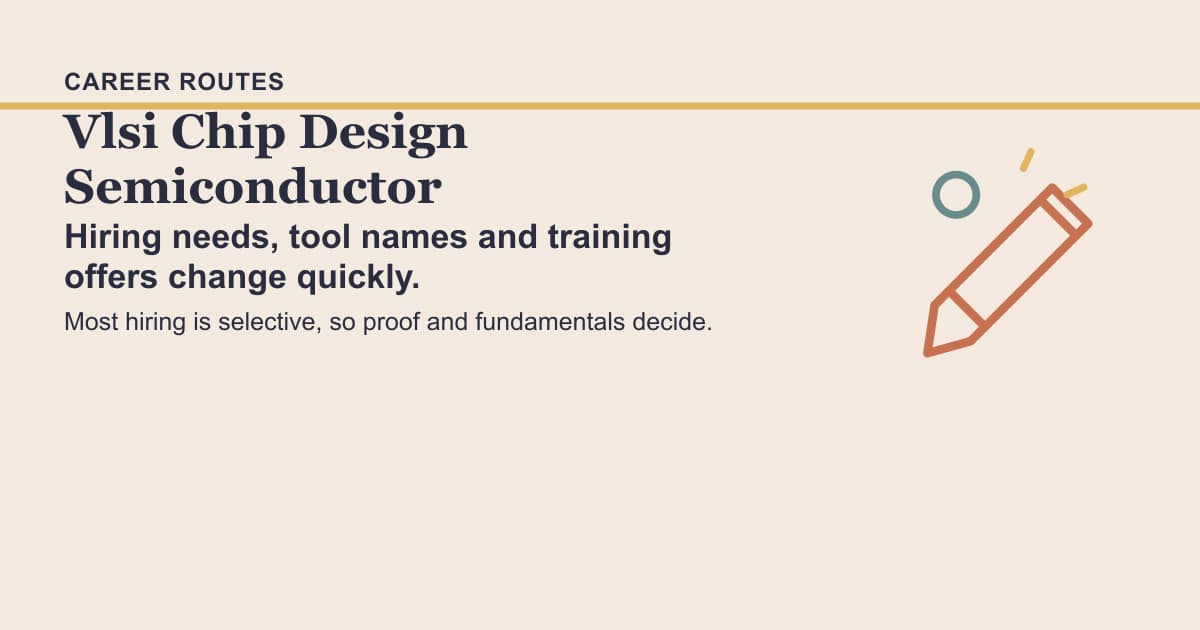 CAREER ROUTES
Vlsi Chip Design
Semiconductor
Hiring needs, tool names and training
offers change quickly.
Most hiring is selective, so proof and fundamentals decide.